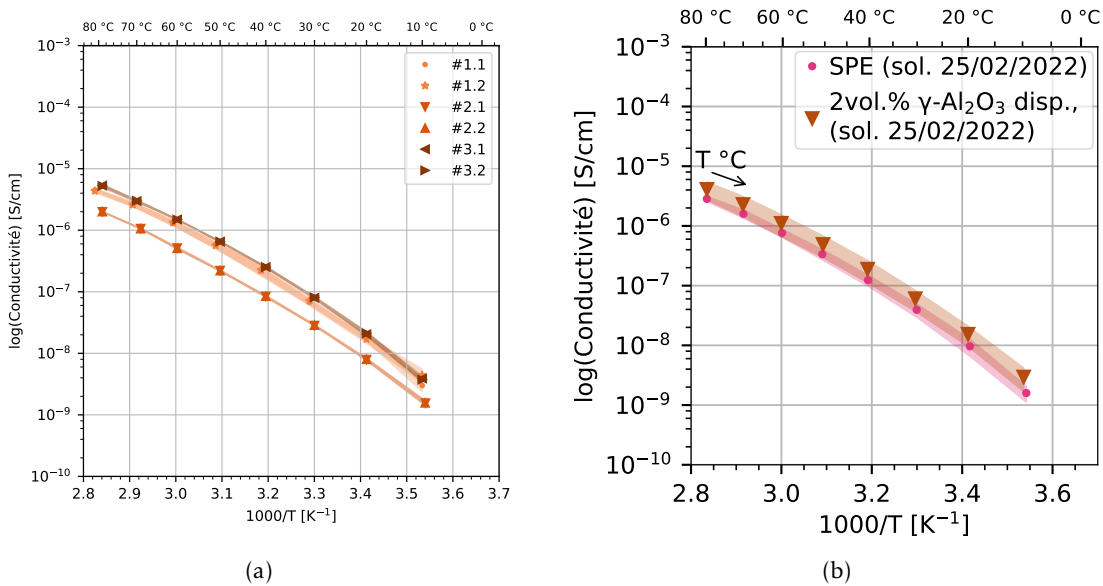 80 °C 70 °C 60 °C 50 °C 40 °C 30 °C 20 °C 10 °C 0 °C
10⁻³
10⁻⁴
10⁻⁵
10⁻⁶
10⁻⁷
10⁻⁸
10⁻⁹
10⁻¹⁰
log(Conductivité) [S/cm]
#1.1
#1.2
#2.1
#2.2
#3.1
#3.2
2.8 2.9 3.0 3.1 3.2 3.3 3.4 3.5 3.6 3.7
1000/T [K⁻¹]
(a)
80 °C 60 °C 40 °C 20 °C 0 °C
10⁻³
10⁻⁴
10⁻⁵
10⁻⁶
10⁻⁷
10⁻⁸
10⁻⁹
10⁻¹⁰
log(Conductivité) [S/cm]
SPE (sol. 25/02/2022)
2vol.% γ-Al₂O₃ disp.,
(sol. 25/02/2022)
T °C
2.8 3.0 3.2 3.4 3.6
1000/T [K⁻¹]
(b)